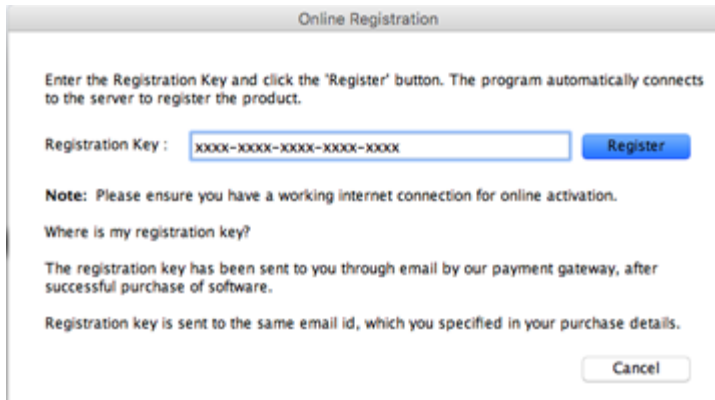 Online Registration
Enter the Registration Key and click the 'Register' button. The program automatically connects
to the server to register the product.
Registration Key : xxxx-xxxx-xxxx-xxxx-xxxx Register
Note: Please ensure you have a working internet connection for online activation.
Where is my registration key?
The registration key has been sent to you through email by our payment gateway, after
successful purchase of software.
Registration key is sent to the same email id, which you specified in your purchase details.
Cancel